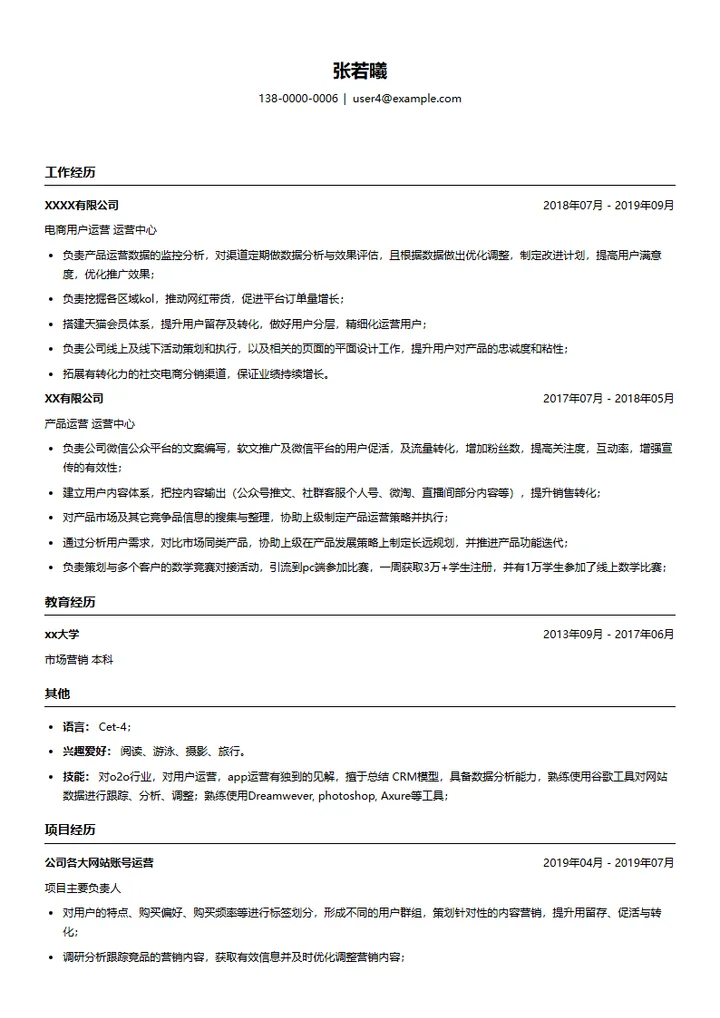 张若曦
138-0000-0006 | user4@example.com
工作经历
XXXX有限公司 2018年07月 - 2019年09月
电商用户运营 运营中心
• 负责产品运营数据的监控分析，对渠道定期做数据分析与效果评估，且根据数据做出优化调整，制定改进计划，提高用户满意
度，优化推广效果；
• 负责挖掘各区域kol，推动网红带货，促进平台订单量增长；
• 搭建天猫会员体系，提升用户留存及转化，做好用户分层，精细化运营用户；
• 负责公司线上及线下活动策划和执行，以及相关的页面的平面设计工作，提升用户对产品的忠诚度和粘性；
• 拓展有转化力的社交电商分销渠道，保证业绩持续增长。
XX有限公司 2017年07月 - 2018年05月
产品运营 运营中心
• 负责公司微信公众平台的文案编写，软文推广及微信平台的用户促活，及流量转化，增加粉丝数，提高关注度，互动率，增强宣
传的有效性；
• 建立用户内容体系，把控内容输出（公众号推文、社群客服个人号、微淘、直播间部分内容等），提升销售转化；
• 对产品市场及其它竞争品信息的搜集与整理，协助上级制定产品运营策略并执行；
• 通过分析用户需求，对比市场同类产品，协助上级在产品发展策略上制定长远规划，并推进产品功能迭代；
• 负责策划与多个客户的数学竞赛对接活动，引流到pc端参加比赛，一周获取3万+学生注册，并有1万学生参加了线上数学比赛；
教育经历
xx大学 2013年09月 - 2017年06月
市场营销 本科
其他
• 语言： Cet-4；
• 兴趣爱好： 阅读、游泳、摄影、旅行。
• 技能： 对o2o行业，对用户运营，app运营有独到的见解，擅于总结 CRM模型，具备数据分析能力，熟练使用谷歌工具对网站
数据进行跟踪、分析、调整；熟练使用Dreamwever, photoshop, Axure等工具；
项目经历
公司各大网站账号运营 2019年04月 - 2019年07月
项目主要负责人
• 对用户的特点、购买偏好、购买频率等进行标签划分，形成不同的用户群组，策划针对性的内容营销，提升用留存、促活与转
化；
• 调研分析跟踪竞品的营销内容，获取有效信息并及时优化调整营销内容；